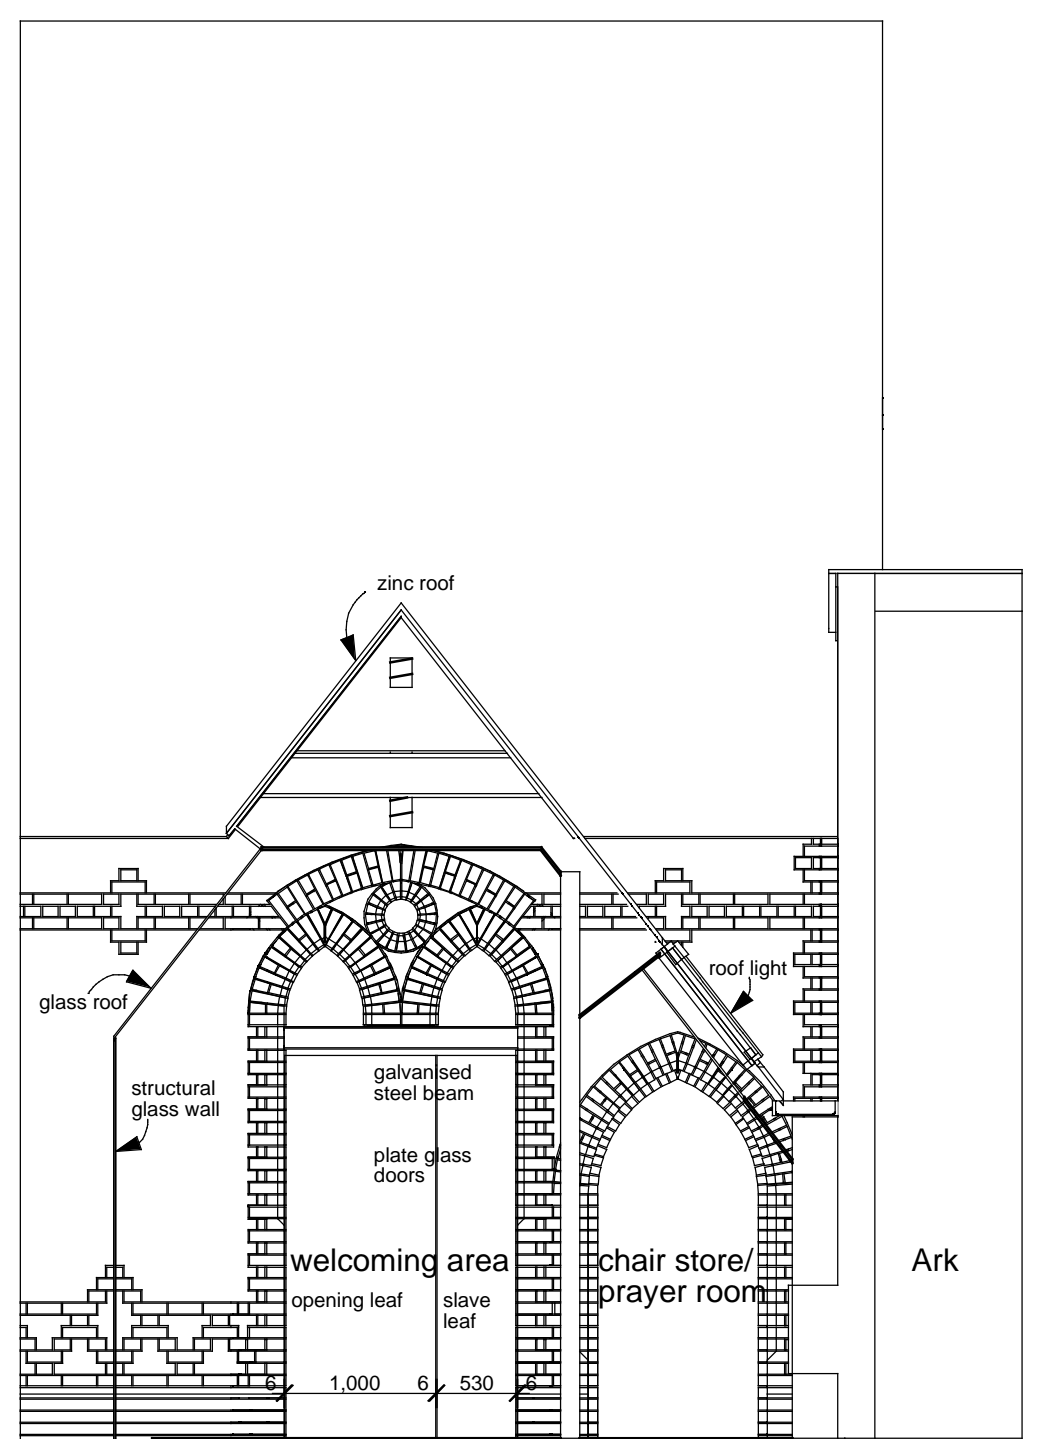 zinc roof
roof light
glass roof
galvanised
steel beam
structural
glass wall
plate glass
doors
welcoming area
chair store/
prayer room
Ark
opening leaf
slave
leaf
6 1,000 6 530 6